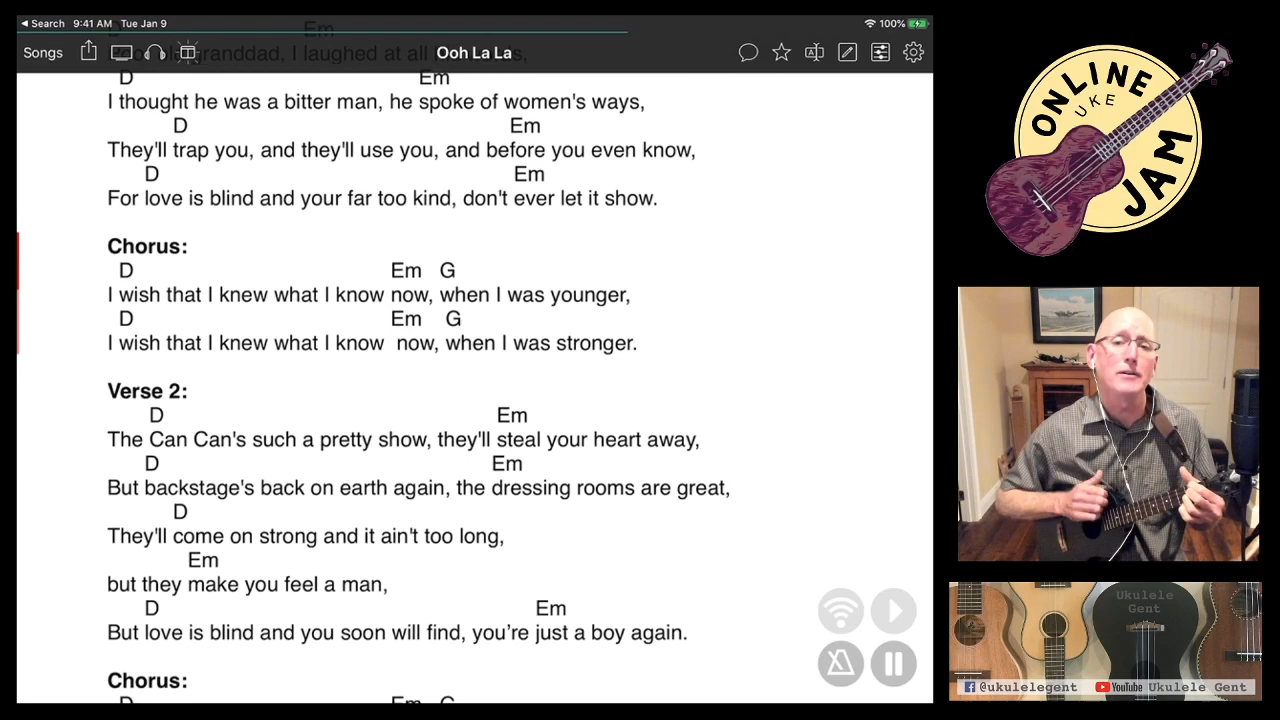 Search 9:41 AM Tue Jan 9 100%
Songs Ooh La La
D Em
granddad, I laughed at all
D Em
I thought he was a bitter man, he spoke of women's ways,
D Em
They'll trap you, and they'll use you, and before you even know,
D Em
For love is blind and your far too kind, don't ever let it show.
Chorus:
D Em G
I wish that I knew what I know now, when I was younger,
D Em G
I wish that I knew what I know now, when I was stronger.
Verse 2:
D Em
The Can Can's such a pretty show, they'll steal your heart away,
D Em
But backstage's back on earth again, the dressing rooms are great,
D
They'll come on strong and it ain't too long,
Em
but they make you feel a man,
D Em
But love is blind and you soon will find, you’re just a boy again.
Chorus:
D Em G
ONLINE
UKE
JAM
Ukulele
Gent
@ukulelegent YouTube Ukulele Gent